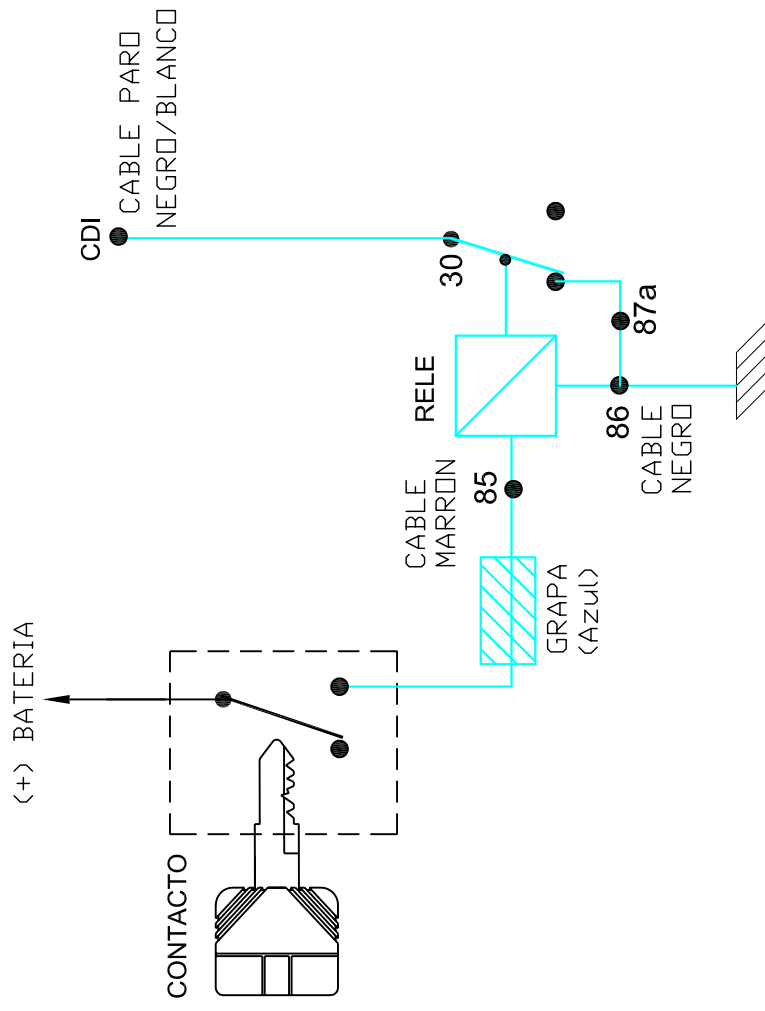 (+) BATERIA
CONTACTO
GRAPA
(Azul)
CABLE
MARRON
85
RELE
86
CABLE
NEGRO
87a
30
CDI
CABLE PARO
NEGRO/BLANCO